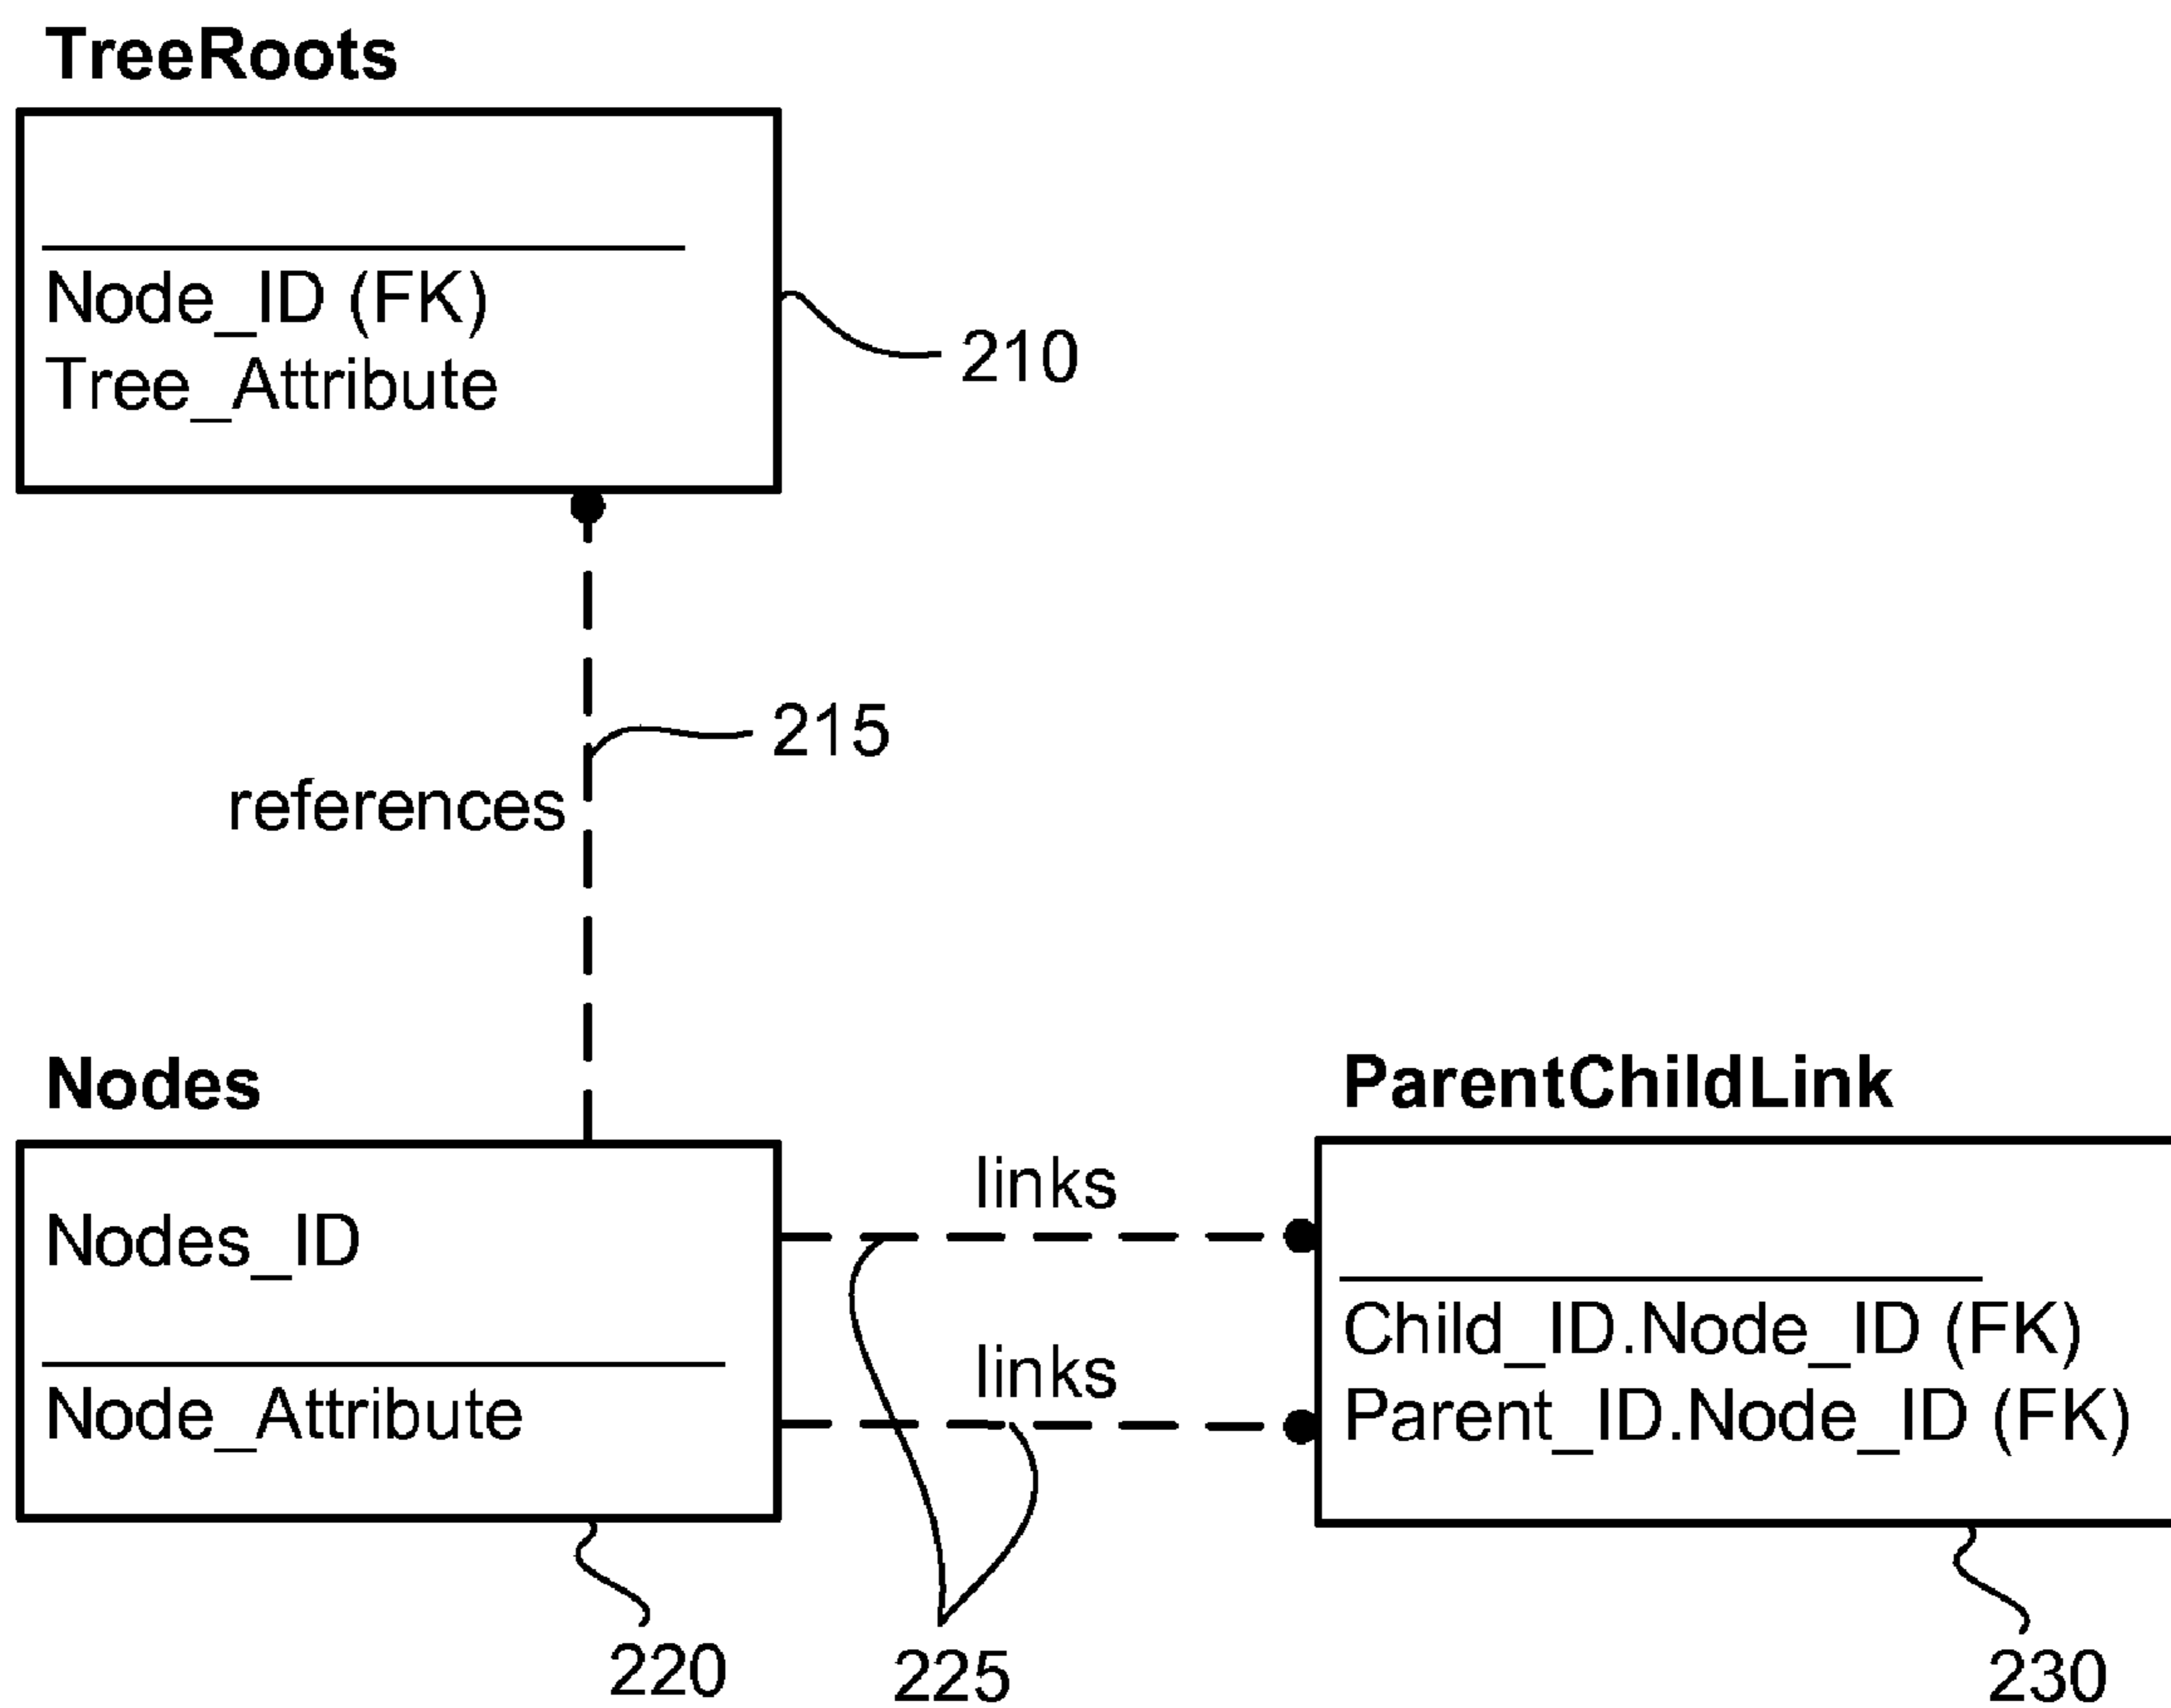 TreeRoots
Node_ID (FK)
Tree_Attribute
210
215
references
Nodes
Nodes_ID
Node_Attribute
220
links
links
225
ParentChildLink
Child_ID.Node_ID (FK)
Parent_ID.Node_ID (FK)
230